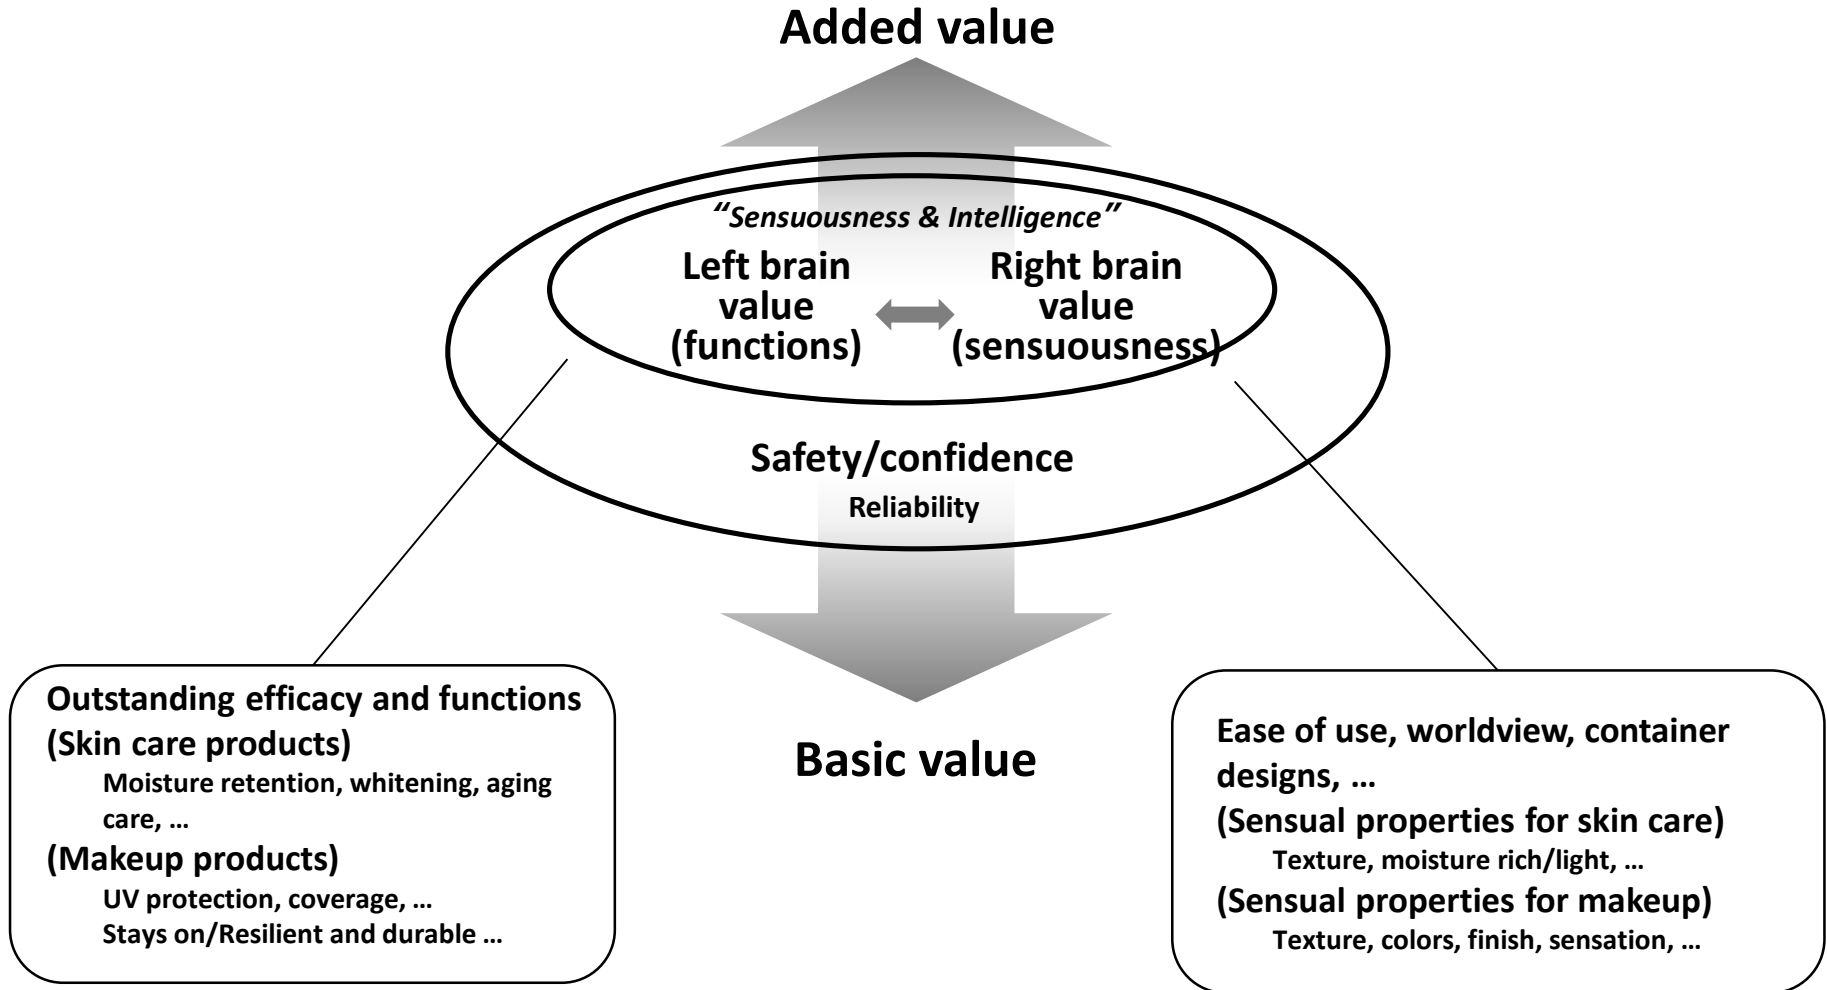 Added value
“Sensuousness & Intelligence”
Left brain
value
(functions)
Right brain
value
(sensuousness)
Safety/confidence
Reliability
Basic value
Outstanding efficacy and functions
(Skin care products)
Moisture retention, whitening, aging
care, …
(Makeup products)
UV protection, coverage, …
Stays on/Resilient and durable …
Ease of use, worldview, container
designs, …
(Sensual properties for skin care)
Texture, moisture rich/light, …
(Sensual properties for makeup)
Texture, colors, finish, sensation, …